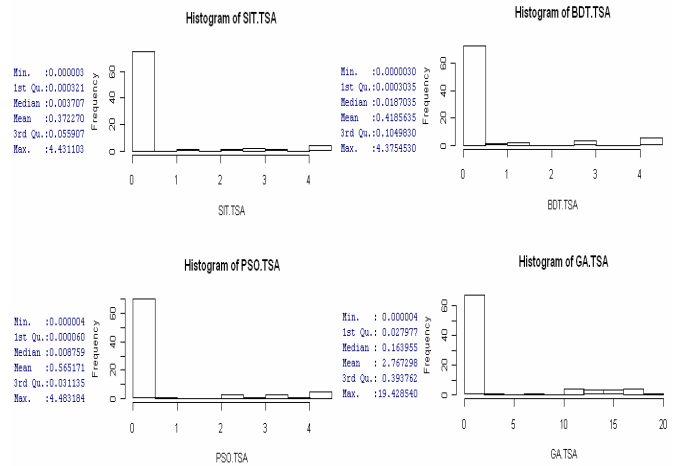 Histogram of SIT.TSA
Min. :0.000003
1st Qu.:0.000321
Median :0.003707
Mean :0.372270
3rd Qu.:0.055907
Max. :4.431103
Frequency
0 20 40 60
0 1 2 3 4
SIT.TSA
Histogram of BDT.TSA
Min. :0.0000030
1st Qu.:0.0003035
Median :0.0187035
Mean :0.4185635
3rd Qu.:0.1049830
Max. :4.3754530
Frequency
0 20 40 60
0 1 2 3 4
BDT.TSA
Histogram of PSO.TSA
Min. :0.000004
1st Qu.:0.000060
Median :0.008759
Mean :0.565171
3rd Qu.:0.031135
Max. :4.483184
Frequency
0 20 40 60
0 1 2 3 4
PSO.TSA
Histogram of GA.TSA
Min. : 0.000004
1st Qu.: 0.027977
Median : 0.163955
Mean : 2.767298
3rd Qu.: 0.393762
Max. :19.428540
Frequency
0 20 40 60
0 5 10 15 20
GA.TSA